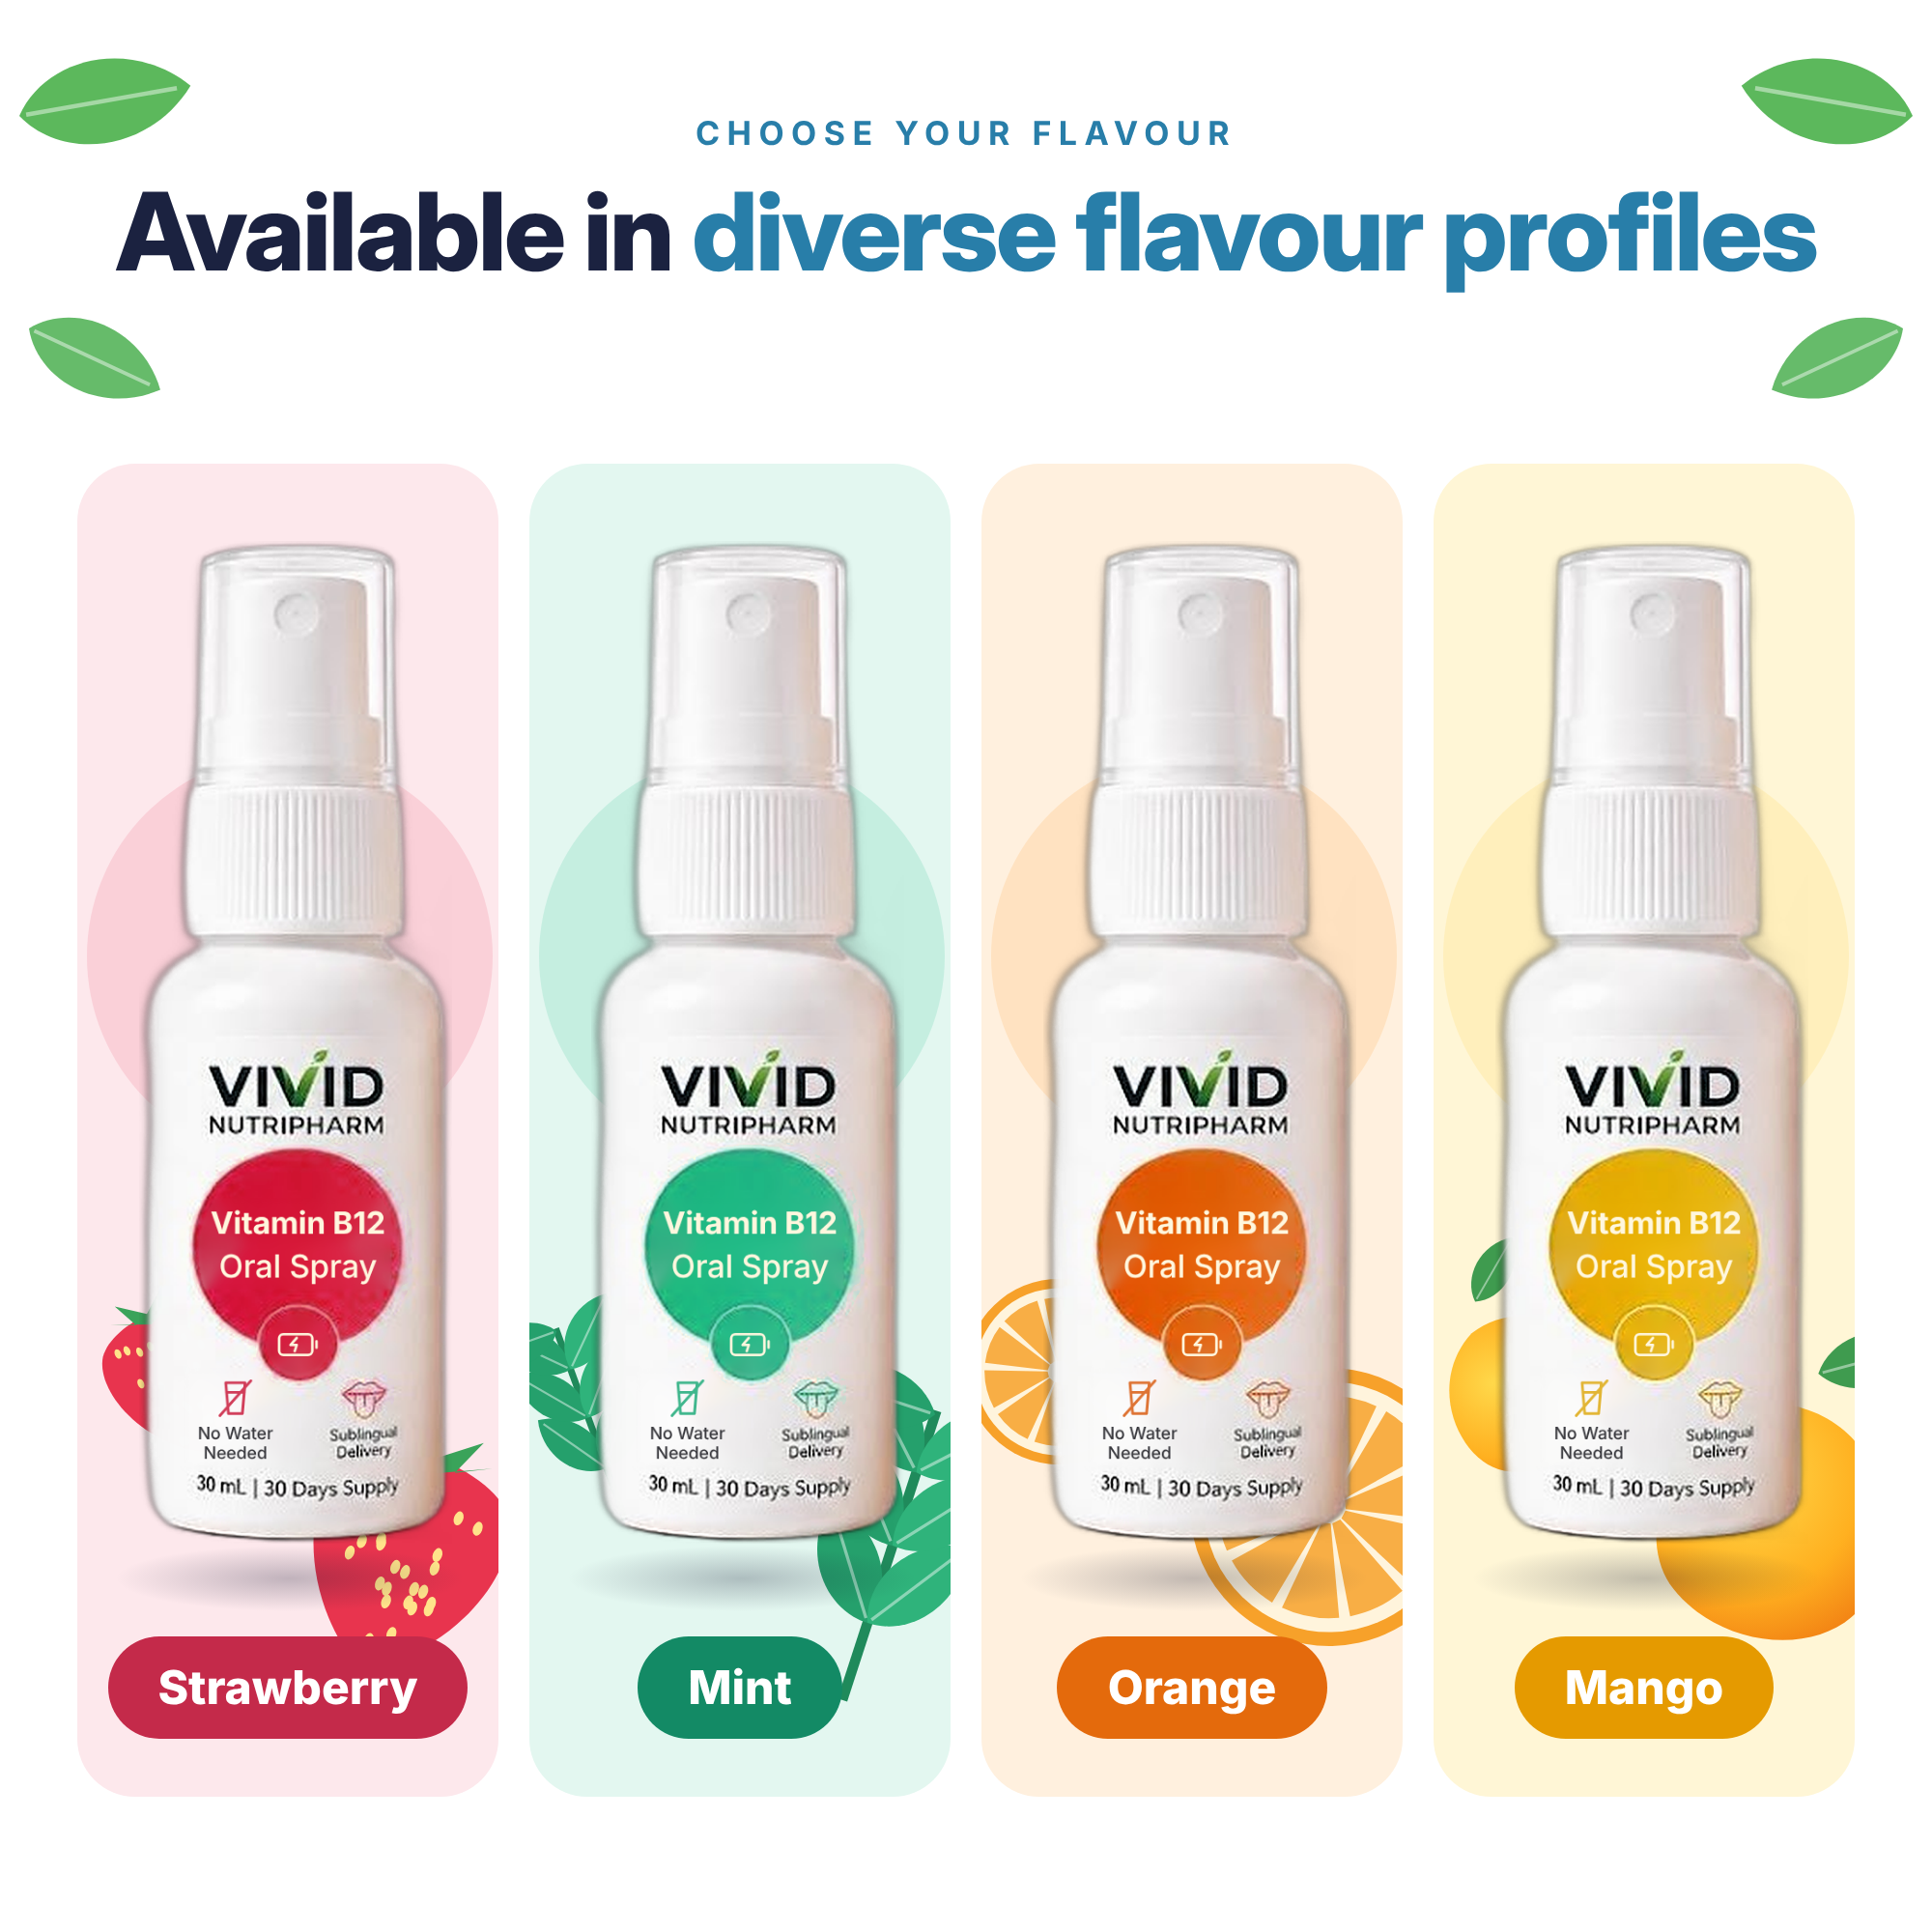 CHOOSE YOUR FLAVOUR
Available in diverse flavour profiles
VIVID
NUTRIPHARM
Vitamin B12
Oral Spray
No Water
Needed
Sublingual
Delivery
30 mL | 30 Days Supply
Strawberry
VIVID
NUTRIPHARM
Vitamin B12
Oral Spray
No Water
Needed
Sublingual
Delivery
30 mL | 30 Days Supply
Mint
VIVID
NUTRIPHARM
Vitamin B12
Oral Spray
No Water
Needed
Sublingual
Delivery
30 mL | 30 Days Supply
Orange
VIVID
NUTRIPHARM
Vitamin B12
Oral Spray
No Water
Needed
Sublingual
Delivery
30 mL | 30 Days Supply
Mango